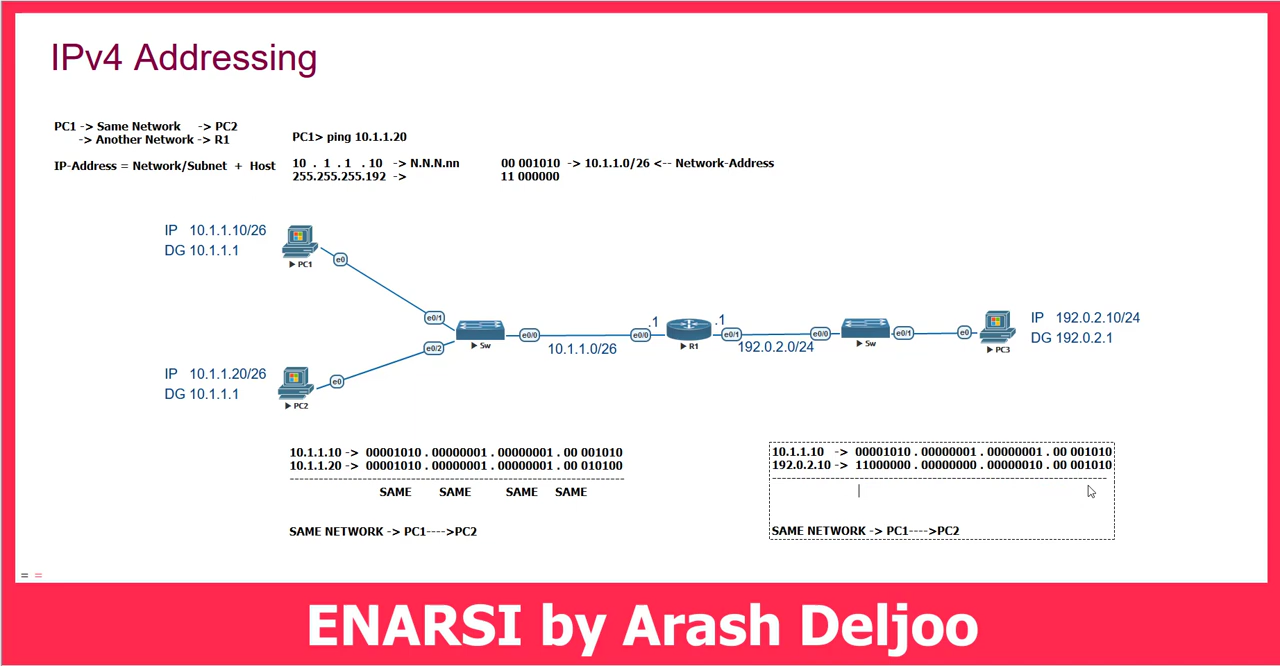 IPv4 Addressing
PC1 -> Same Network -> PC2
-> Another Network -> R1
PC1> ping 10.1.1.20
IP-Address = Network/Subnet + Host
10 . 1 . 1 . 10 -> N.N.N.nn
255.255.255.192 ->
00 001010 -> 10.1.1.0/26 <-- Network-Address
11 000000
IP 10.1.1.10/26
DG 10.1.1.1
PC1
e0
e0/1
Sw
e0/0
10.1.1.0/26
e0/0
.1
R1
.1
e0/1
192.0.2.0/24
e0/0
Sw
e0/1
e0
PC3
IP 192.0.2.10/24
DG 192.0.2.1
e0/2
IP 10.1.1.20/26
DG 10.1.1.1
e0
PC2
10.1.1.10 -> 00001010 . 00000001 . 00000001 . 00 001010
10.1.1.20 -> 00001010 . 00000001 . 00000001 . 00 010100
------------------------------------------------------------
SAME SAME SAME SAME
SAME NETWORK -> PC1---->PC2
10.1.1.10 -> 00001010 . 00000001 . 00000001 . 00 001010
192.0.2.10 -> 11000000 . 00000000 . 00000010 . 00 001010
------------------------------------------------------------
SAME NETWORK -> PC1---->PC2
= =
ENARSI by Arash Deljoo